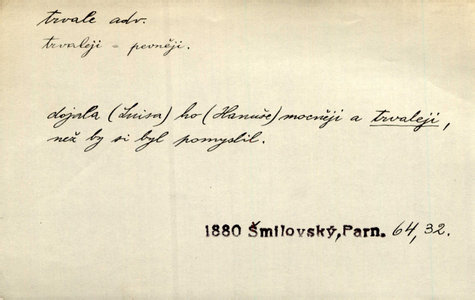 trvale adv.
trvaleji = pevněji.
dojala (Luisa) ho (Hanuše) mocněji a trvaleji,
než by si byl pomyslil.
1880 Šmilovský, Parn. 64, 32.